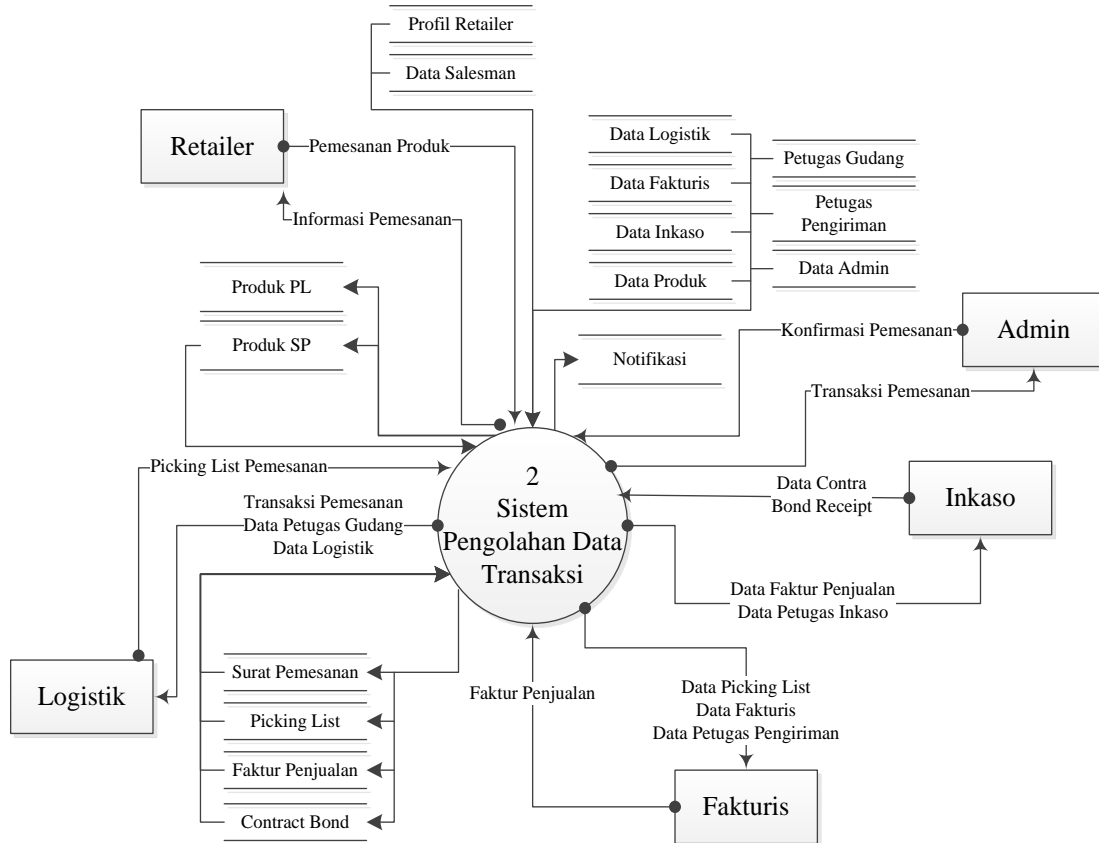 Profil Retailer
Data Salesman
Retailer
Pemesanan Produk
Informasi Pemesanan
Data Logistik
Data Fakturis
Data Inkaso
Data Produk
Petugas Gudang
Petugas
Pengiriman
Data Admin
Produk PL
Produk SP
Notifikasi
Konfirmasi Pemesanan
Admin
Transaksi Pemesanan
Picking List Pemesanan
Transaksi Pemesanan
Data Petugas Gudang
Data Logistik
2
Sistem
Pengolahan Data
Transaksi
Data Contra
Bond Receipt
Inkaso
Data Faktur Penjualan
Data Petugas Inkaso
Logistik
Surat Pemesanan
Picking List
Faktur Penjualan
Contract Bond
Faktur Penjualan
Data Picking List
Data Fakturis
Data Petugas Pengiriman
Fakturis